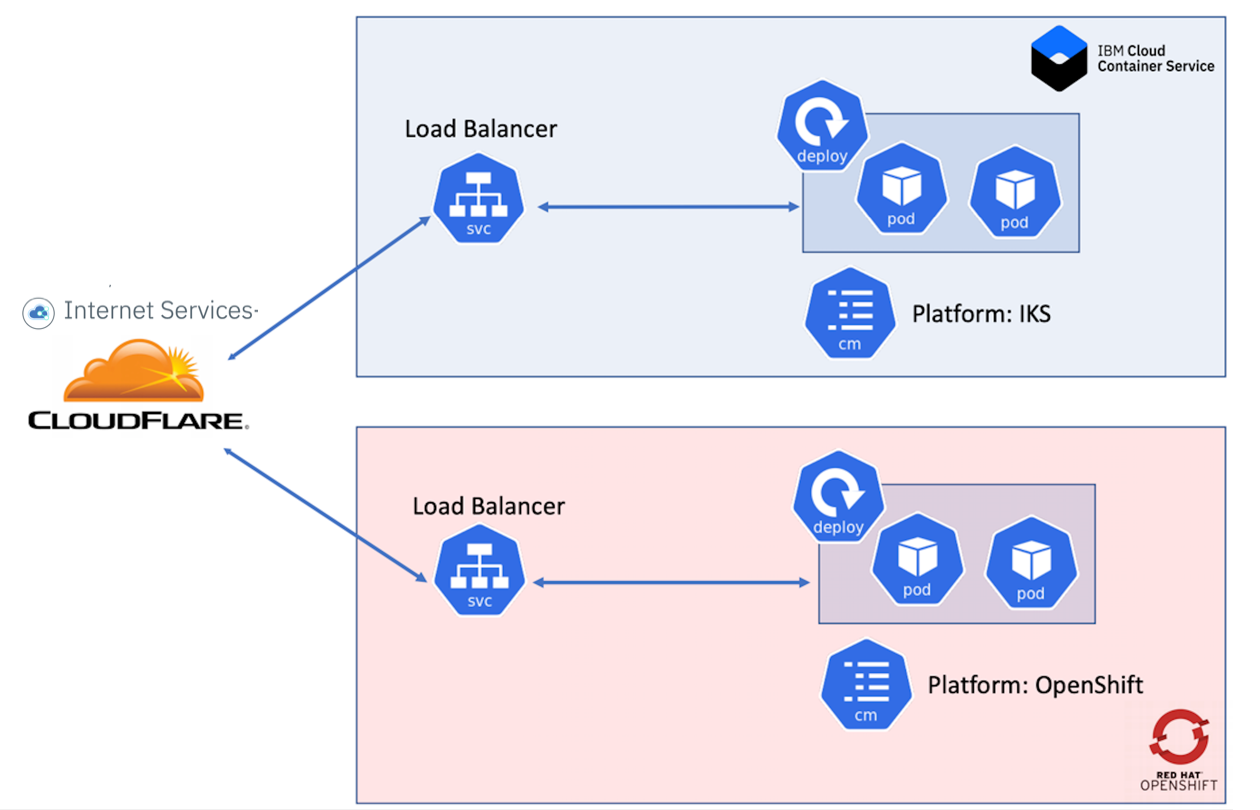 IBM Cloud
Container Service
Load Balancer
svc
deploy
pod
pod
cm
Platform: IKS
Internet Services
CLOUDFLARE®
Load Balancer
svc
deploy
pod
pod
cm
Platform: OpenShift
RED HAT
OPENSHIFT